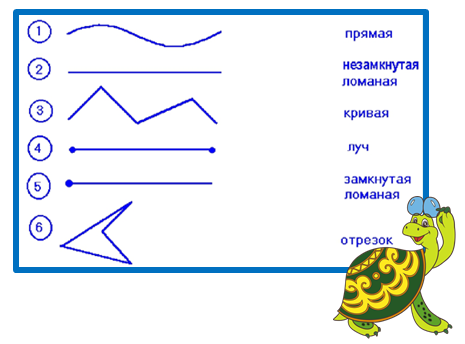 1 прямая
2 незамкнутая
ломаная
3 кривая
4 луч
5 замкнутая
ломаная
6 отрезок